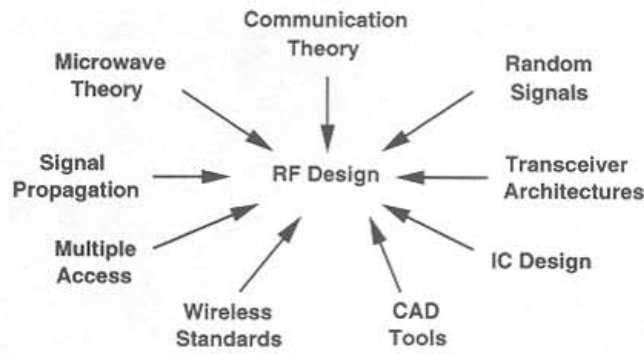 Communication
Theory
Microwave
Theory
Random
Signals
Signal
Propagation
RF Design
Transceiver
Architectures
Multiple
Access
IC Design
Wireless
Standards
CAD
Tools